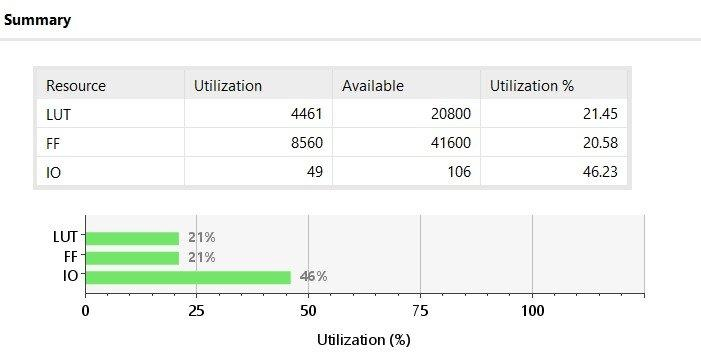 Summary
Resource Utilization Available Utilization %
LUT 4461 20800 21.45
FF 8560 41600 20.58
IO 49 106 46.23
LUT 21%
FF 21%
IO 46%
0 25 50 75 100
Utilization (%)